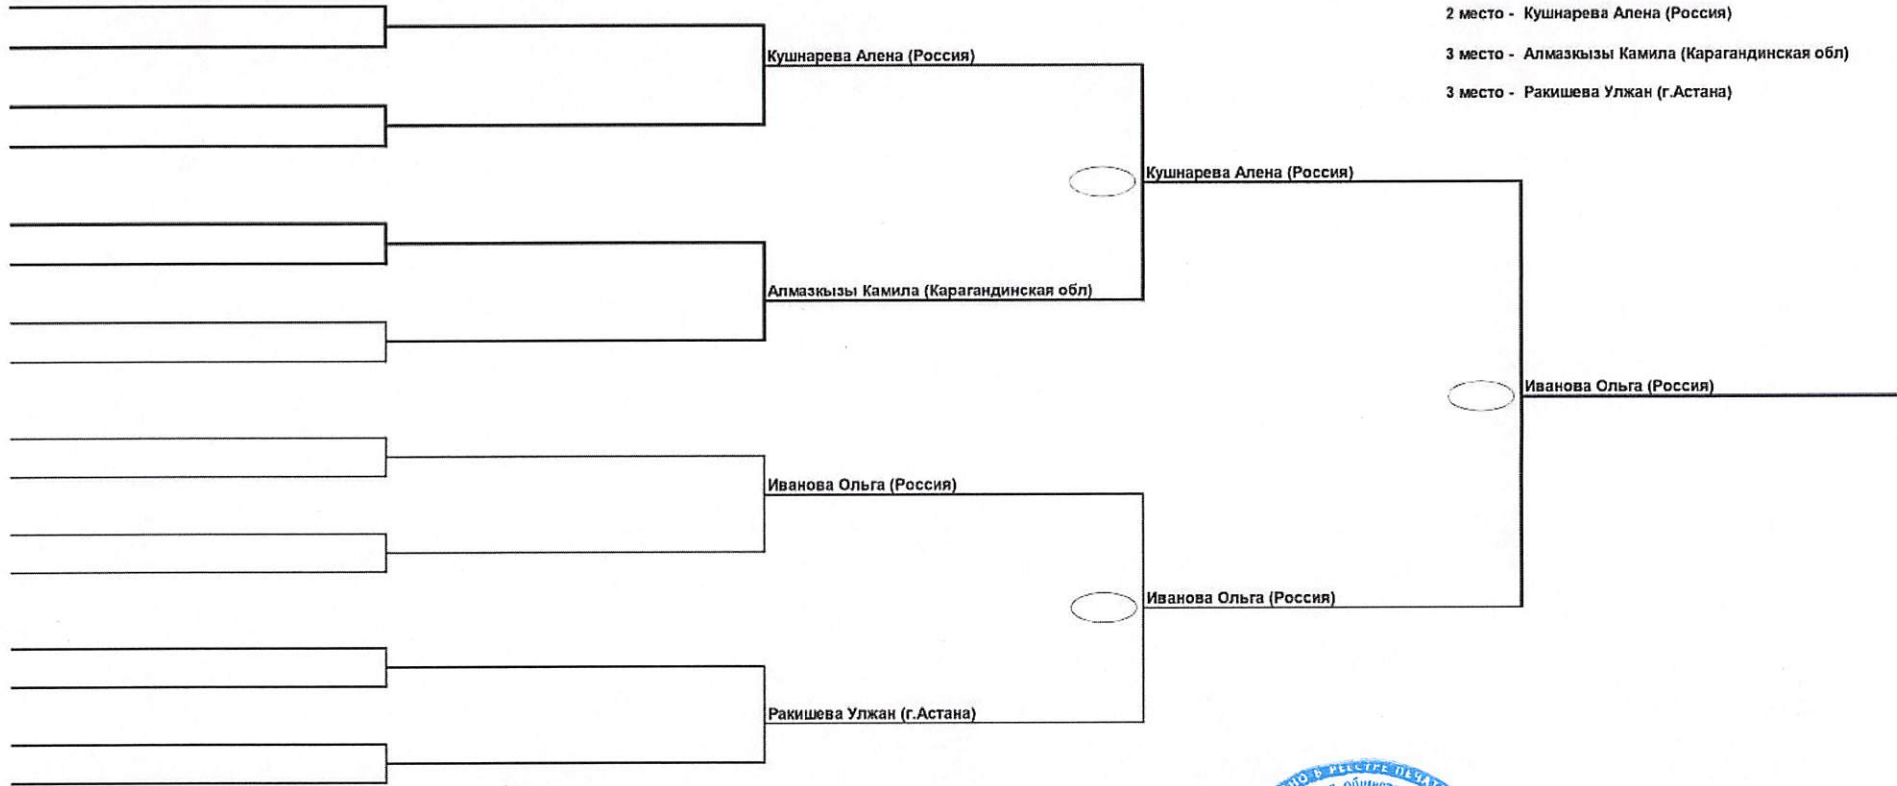 2 место - Кушнарева Алена (Россия)
3 место - Алмазкызы Камила (Карагандинская обл)
3 место - Ракишева Улжан (г.Астана)
Кушнарева Алена (Россия)
Кушнарева Алена (Россия)
Алмазкызы Камила (Карагандинская обл)
Иванова Ольга (Россия)
Иванова Ольга (Россия)
Иванова Ольга (Россия)
Ракишева Улжан (г.Астана)
В РЕЕСТРЕ